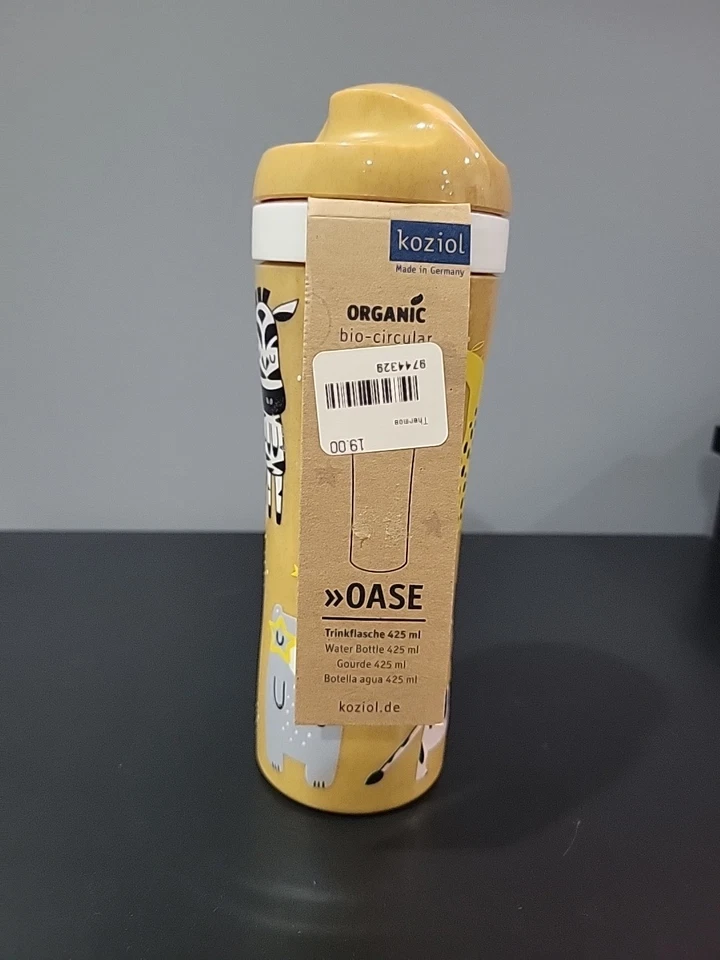 koziol
Made in Germany
ORGANIC
bio-circular
9744329
Thermos
19.00
»OASE
Trinkflasche 425 ml
Water Bottle 425 ml
Gourde 425 ml
Botella agua 425 ml
koziol.de